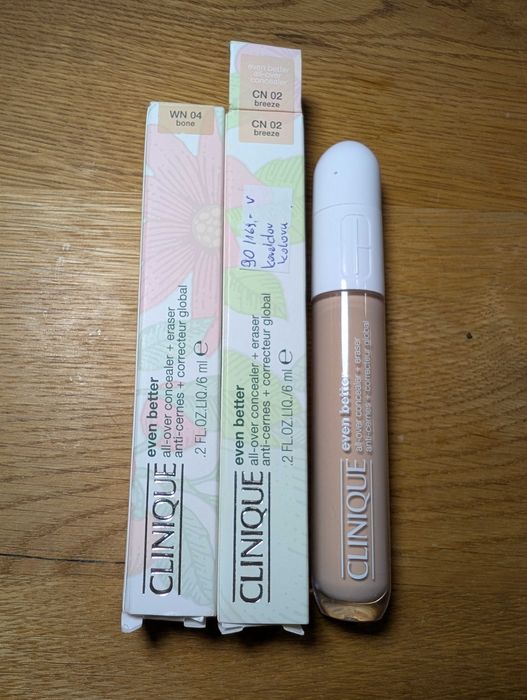 WN 04
bone
CLINIQUE
even better
all-over concealer + eraser
anti-cernes + correcteur global
.2 FL.OZ.LIQ./6 ml ℮
even better
all-over
concealer
CN 02
breeze
CN 02
breeze
90/169,- v
CLINIQUE
even better
all-over concealer + eraser
anti-cernes + correcteur global
.2 FL.OZ.LIQ./6 ml ℮
CLINIQUE
even better
all-over concealer + eraser
anti-cernes + correcteur global